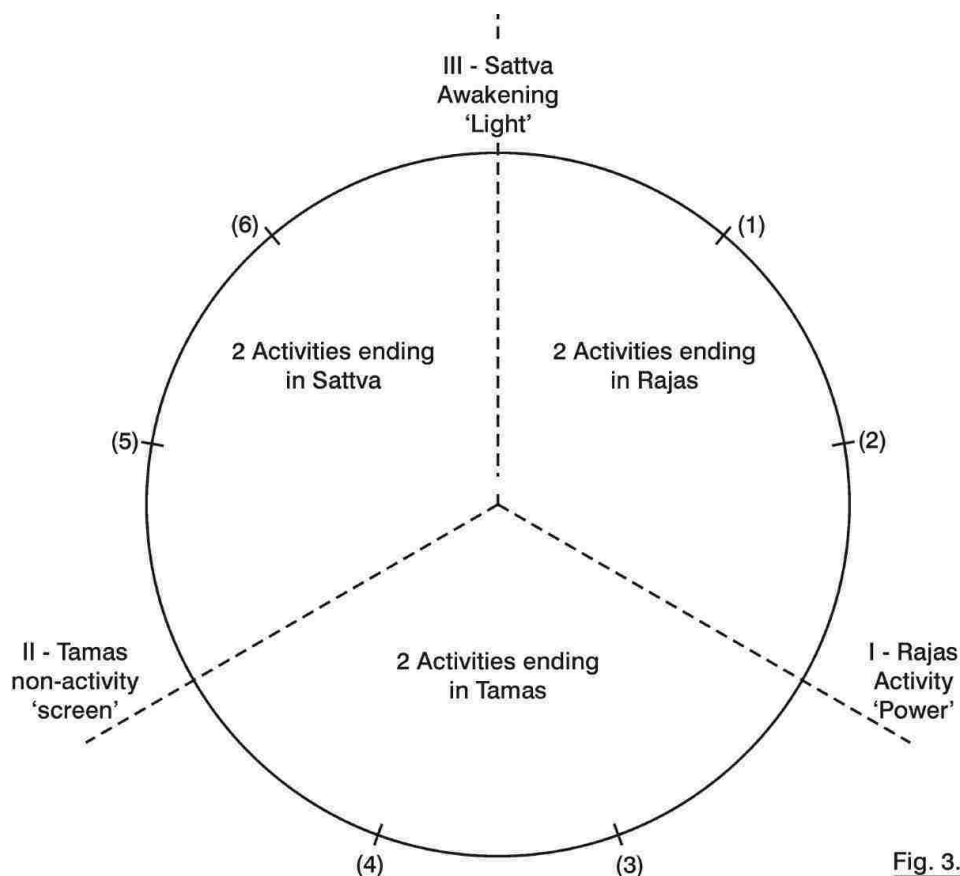 III - Sattva
Awakening
‘Light’
(6)
(1)
2 Activities ending
in Sattva
2 Activities ending
in Rajas
(5)
(2)
II - Tamas
non-activity
‘screen’
2 Activities ending
in Tamas
I - Rajas
Activity
‘Power’
(4)
(3)
Fig. 3.